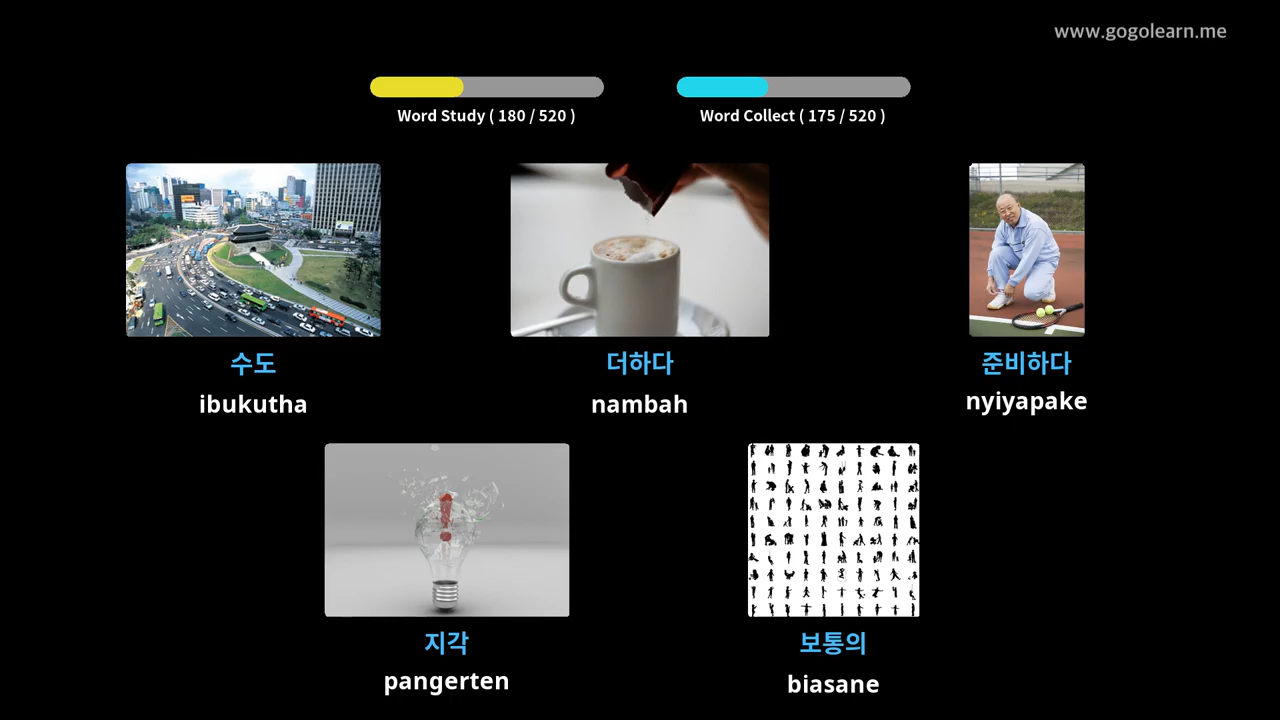 www.gogolearn.me
Word Study ( 180 / 520 )
Word Collect ( 175 / 520 )
수도
ibukutha
더하다
nambah
준비하다
nyiyapake
지각
pangerten
보통의
biasane